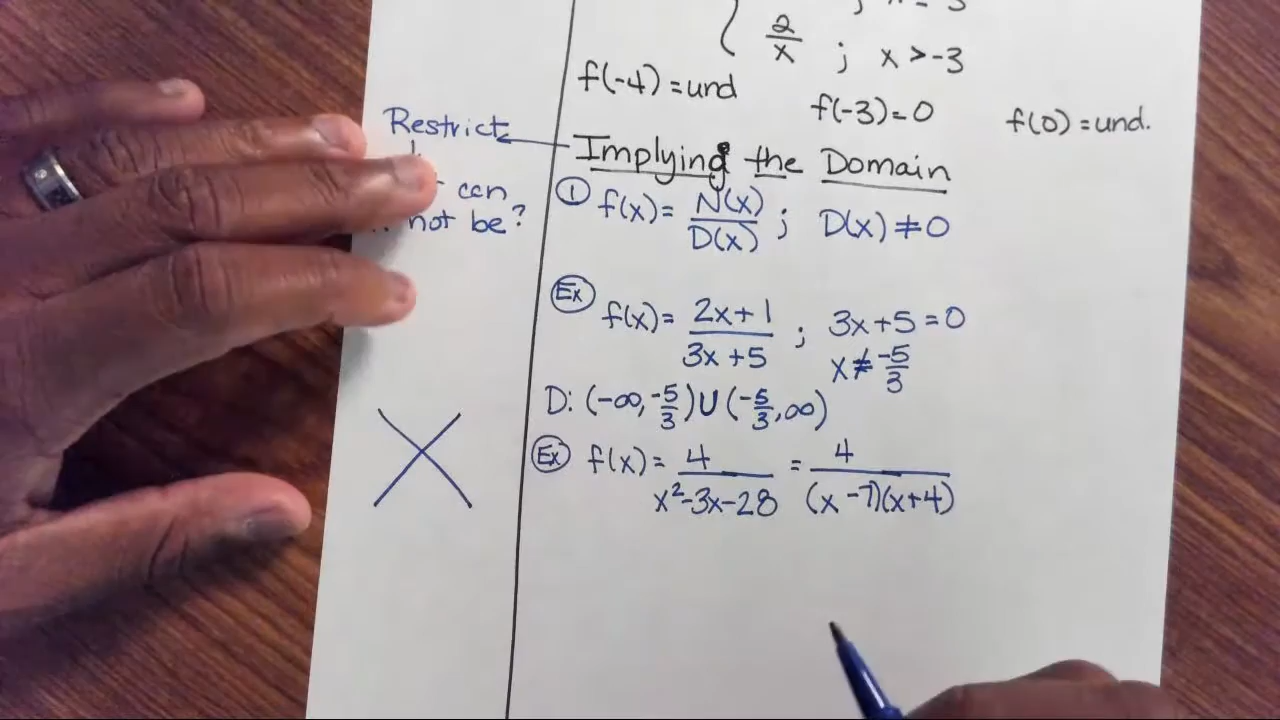 2/x ; x > -3
f(-4) = und
f(-3) = 0
f(0) = und.
Restrict
Implying the Domain
can
not be?
① f(x) = N(x)/D(x) ; D(x) ≠ 0
Ex f(x) = 2x+1/3x+5 ; 3x+5 = 0
x ≠ -5/3
D: (-∞, -5/3) ∪ (-5/3, ∞)
Ex f(x) = 4/x²-3x-28 = 4/(x-7)(x+4)